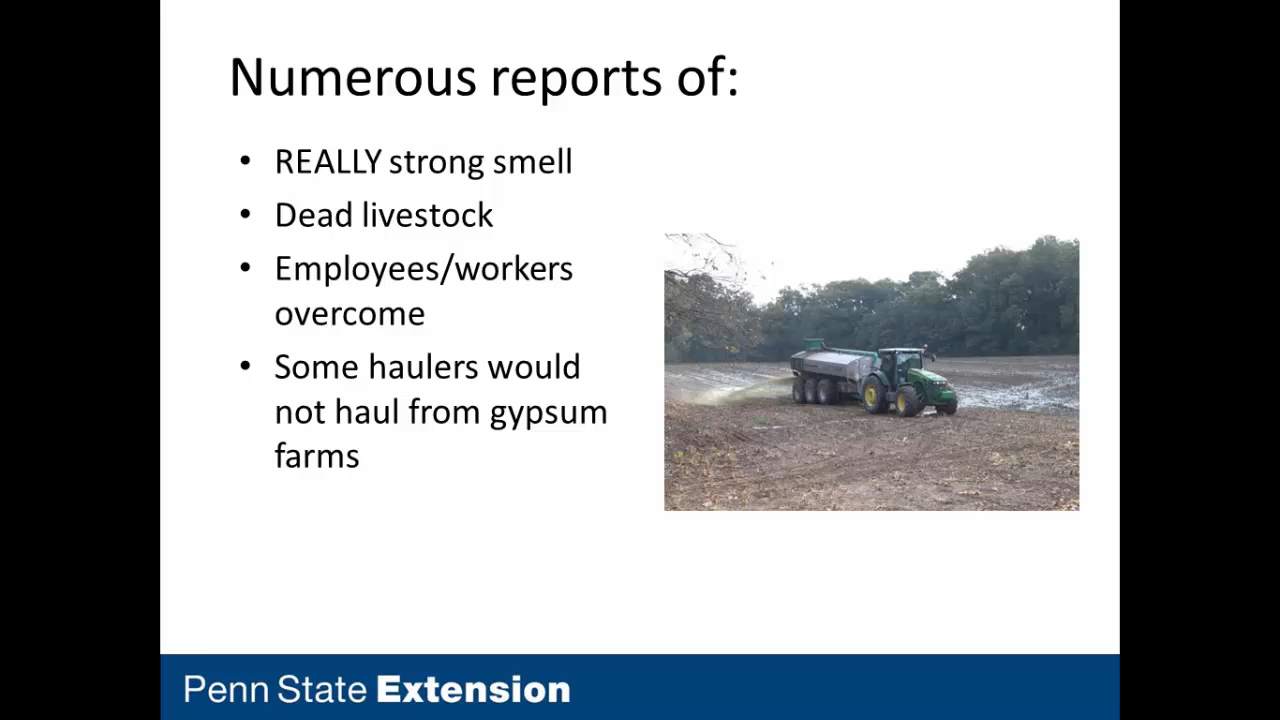 Numerous reports of:
• REALLY strong smell
• Dead livestock
• Employees/workers
overcome
• Some haulers would
not haul from gypsum
farms
Penn State Extension